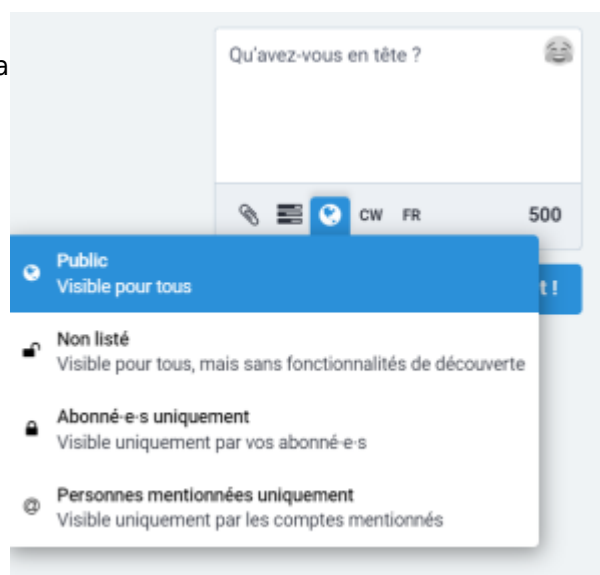 a
Qu'avez-vous en tête ?
CW FR 500
Public
Visible pour tous
t !
Non listé
Visible pour tous, mais sans fonctionnalités de découverte
Abonné·e·s uniquement
Visible uniquement par vos abonné·e·s
@ Personnes mentionnées uniquement
Visible uniquement par les comptes mentionnés